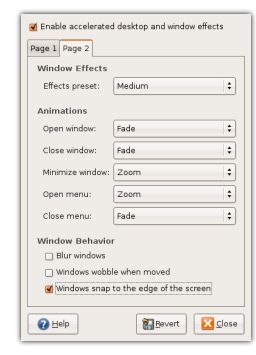 Enable accelerated desktop and window effects
Page 1 Page 2
Window Effects
Effects preset: Medium
Animations
Open window: Fade
Close window: Fade
Minimize window: Zoom
Open menu: Zoom
Close menu: Fade
Window Behavior
Blur windows
Windows wobble when moved
Windows snap to the edge of the screen
Help Revert Close